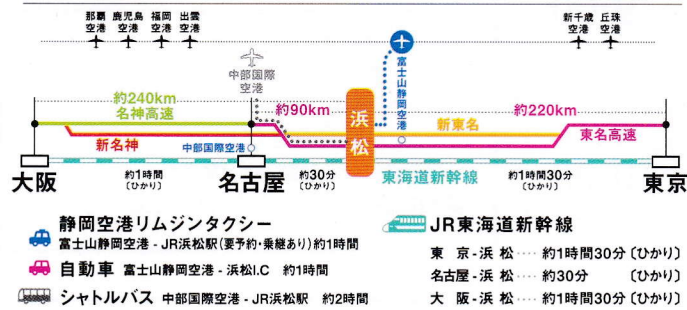 那覇空港
鹿児島空港
福岡空港
出雲空港
新千歳空港
丘珠空港
中部国際空港
富士山静岡空港
約240km
名神高速
約90km
浜松
新東名
約220km
東名高速
新名神
中部国際空港
大阪
約1時間
(ひかり)
名古屋
約30分
(ひかり)
東海道新幹線
約1時間30分
(ひかり)
東京
静岡空港リムジンタクシー
富士山静岡空港 - JR浜松駅(要予約・乗継あり)約1時間
自動車 富士山静岡空港 - 浜松I.C 約1時間
シャトルバス 中部国際空港 - JR浜松駅 約2時間
JR東海道新幹線
東 京 - 浜 松 ···· 約1時間30分〔ひかり〕
名古屋 - 浜 松 ···· 約30分 〔ひかり〕
大 阪 - 浜 松 ···· 約1時間30分〔ひかり〕